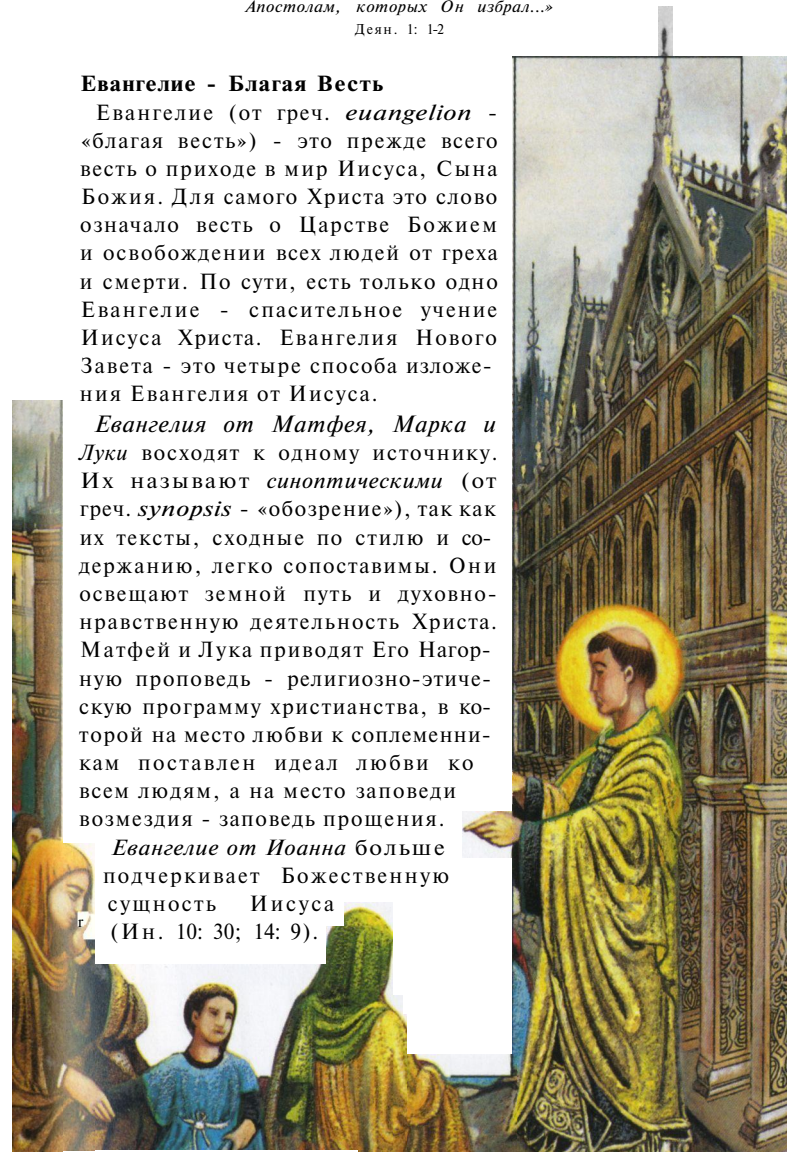 Апостолам, которых Он избрал...»
Деян. 1: 1-2
Евангелие - Благая Весть
Евангелие (от греч. euangelion -
«благая весть») - это прежде всего
весть о приходе в мир Иисуса, Сына
Божия. Для самого Христа это слово
означало весть о Царстве Божием
и освобождении всех людей от греха
и смерти. По сути, есть только одно
Евангелие - спасительное учение
Иисуса Христа. Евангелия Нового
Завета - это четыре способа изложе-
ния Евангелия от Иисуса.
Евангелия от Матфея, Марка и
Луки восходят к одному источнику.
Их называют синоптическими (от
греч. synopsis - «обозрение»), так как
их тексты, сходные по стилю и со-
держанию, легко сопоставимы. Они
освещают земной путь и духовно-
нравственную деятельность Христа.
Матфей и Лука приводят Его Нагор-
ную проповедь - религиозно-этиче-
скую программу христианства, в ко-
торой на место любви к соплеменни-
кам поставлен идеал любви ко
всем людям, а на место заповеди
возмездия - заповедь прощения.
Евангелие от Иоанна больше
подчеркивает Божественную
сущность Иисуса
(Ин. 10: 30; 14: 9).